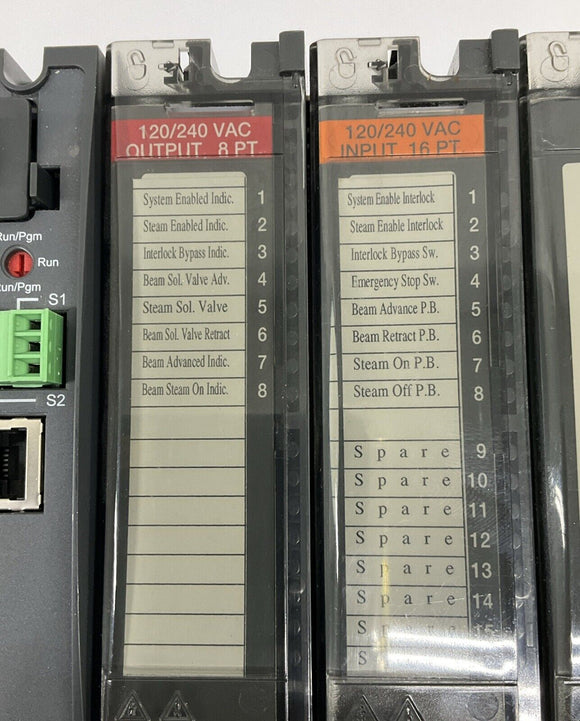 Run/Pgm
Run
Run/Pgm
S1
S2
120/240 VAC
OUTPUT 8 PT.
System Enabled Indic. 1
Steam Enabled Indic. 2
Interlock Bypass Indic. 3
Beam Sol. Valve Adv. 4
Steam Sol. Valve 5
Beam Sol. Valve Retract 6
Beam Advanced Indic. 7
Beam Steam On Indic. 8
120/240 VAC
INPUT 16 PT.
System Enable Interlock 1
Steam Enable Interlock 2
Interlock Bypass Sw. 3
Emergency Stop Sw. 4
Beam Advance P.B. 5
Beam Retract P.B. 6
Steam On P.B. 7
Steam Off P.B. 8
Spare 9
Spare 10
Spare 11
Spare 12
Spare 13
Spare 14
Spare 15
S